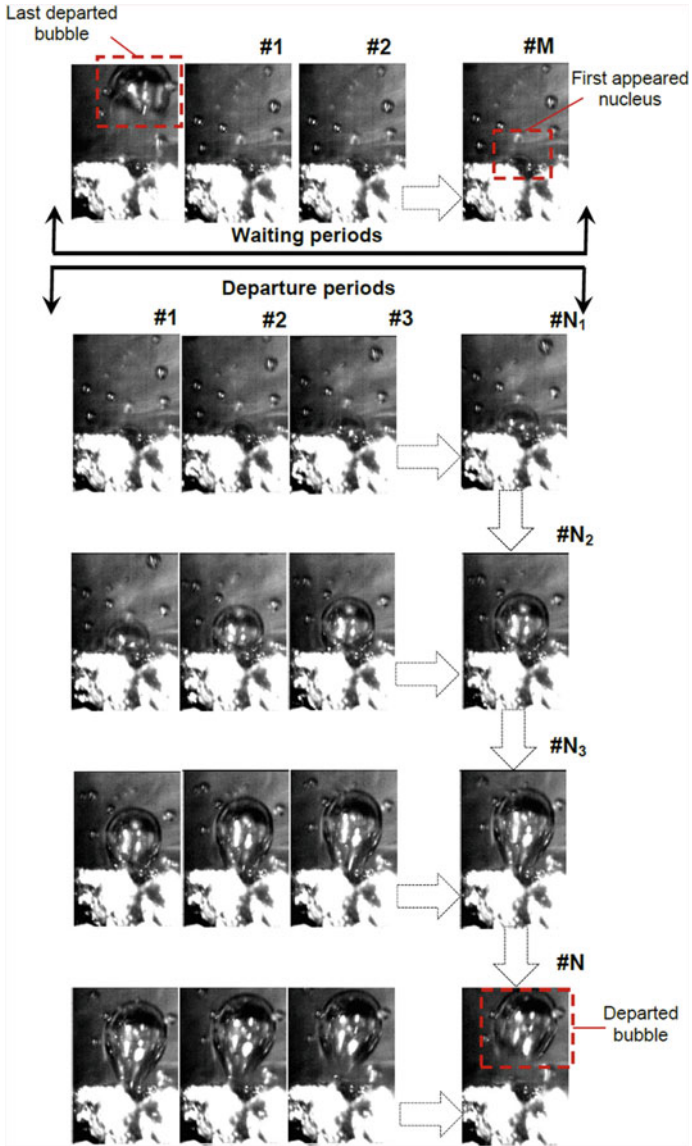 Last departed
bubble
#1
#2
#M
First appeared
nucleus
Waiting periods
Departure periods
#1
#2
#3
#N₁
#N₂
#N₃
#N
Departed
bubble